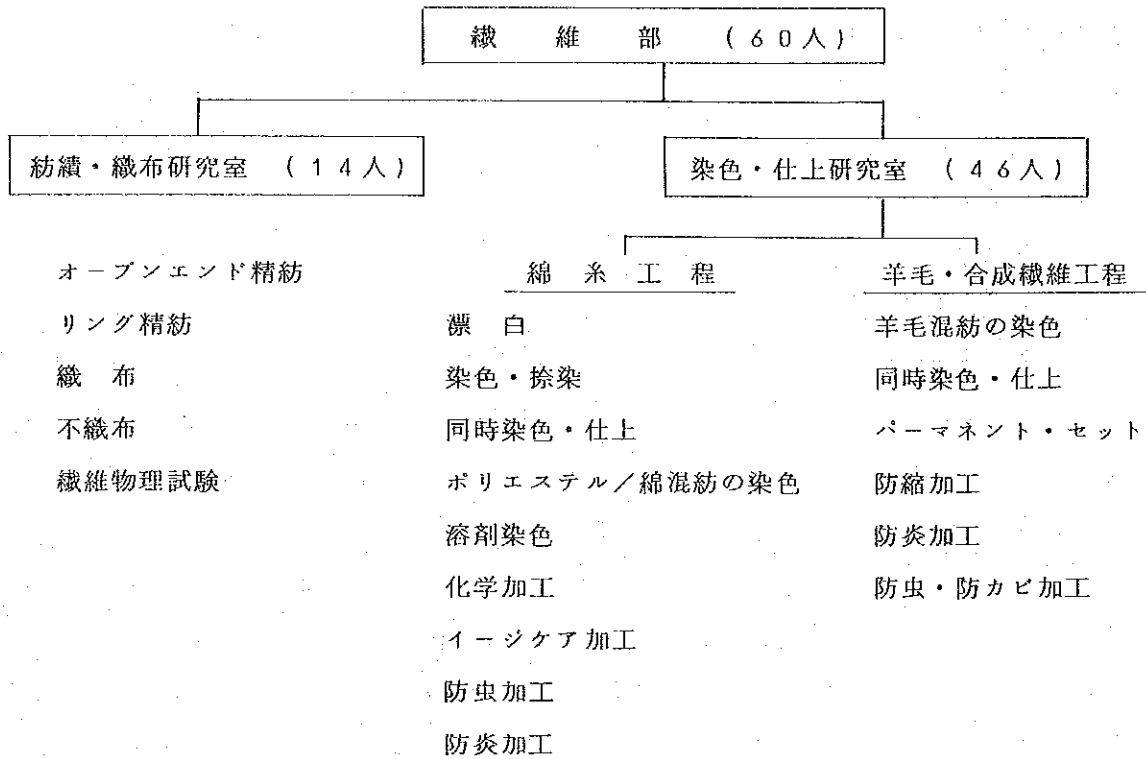 繊維部 (60人)
紡績・織布研究室 (14人)
染色・仕上研究室 (46人)
オープンエンド精紡
リング精紡
織布
不織布
繊維物理試験
綿糸工程
漂白
染色・捺染
同時染色・仕上
ポリエステル/綿混紡の染色
溶剤染色
化学加工
イージケア加工
防虫加工
防炎加工
羊毛・合成繊維工程
羊毛混紡の染色
同時染色・仕上
パーマネント・セット
防縮加工
防炎加工
防虫・防カビ加工